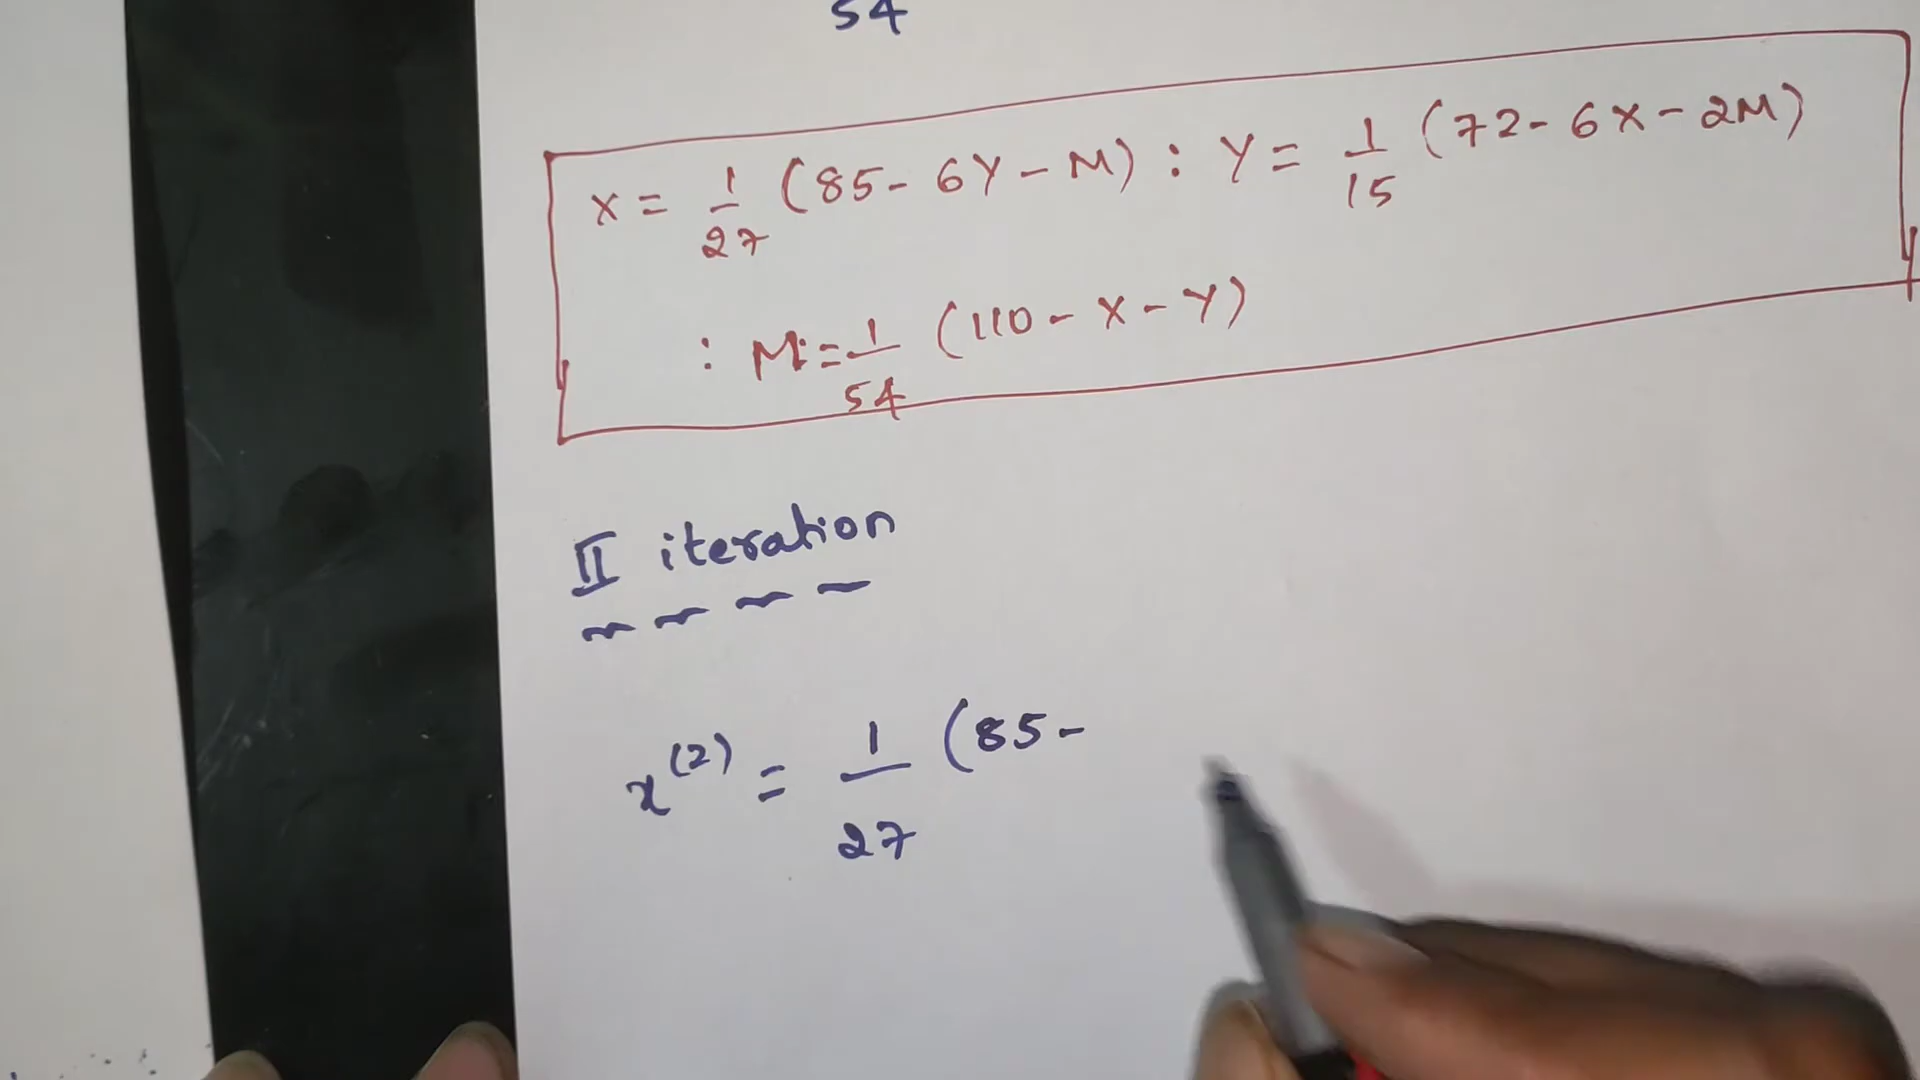 54
x = 1/27 (85 - 6y - M) : y = 1/15 (72 - 6x - 2M)
: M = 1/54 (110 - x - y)
II iteration
x^(2) = 1/27 (85 -